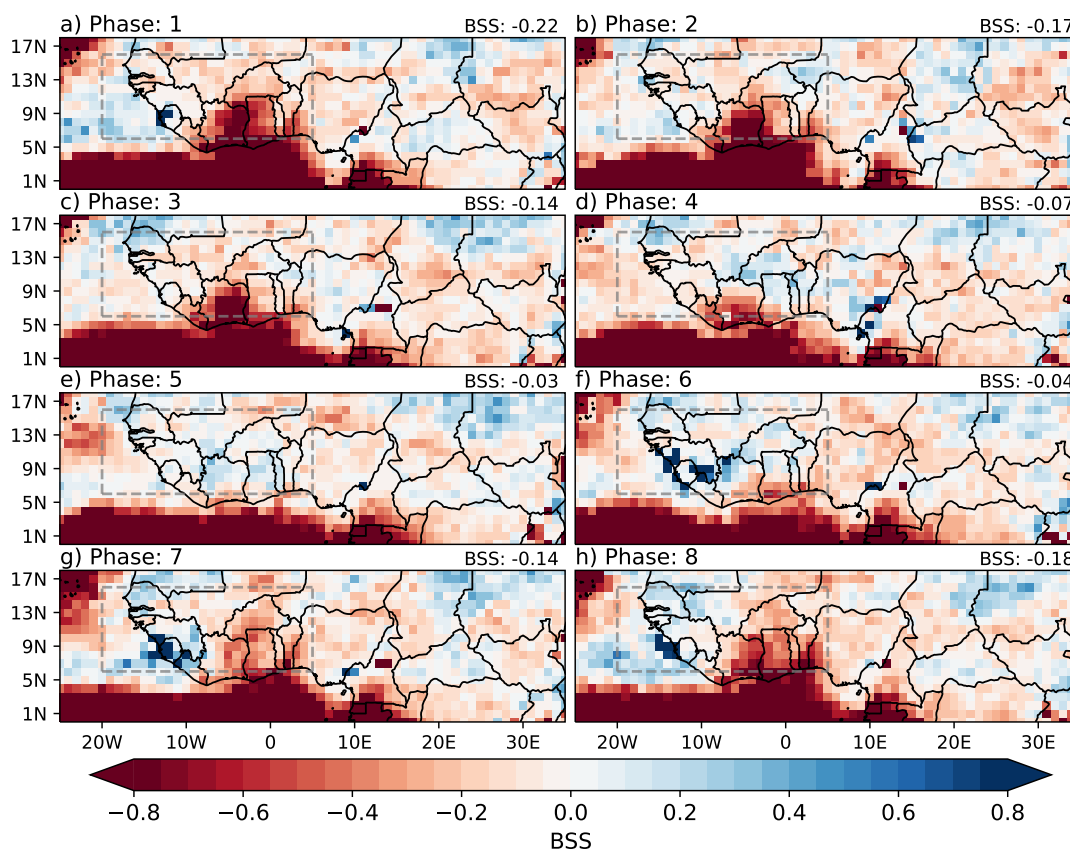 a) Phase: 1 BSS: -0.22
b) Phase: 2 BSS: -0.17
17N
13N
9N
5N
1N
c) Phase: 3 BSS: -0.14
d) Phase: 4 BSS: -0.07
17N
13N
9N
5N
1N
e) Phase: 5 BSS: -0.03
f) Phase: 6 BSS: -0.04
17N
13N
9N
5N
1N
g) Phase: 7 BSS: -0.14
h) Phase: 8 BSS: -0.18
17N
13N
9N
5N
1N
20W 10W 0 10E 20E 30E
20W 10W 0 10E 20E 30E
−0.8 −0.6 −0.4 −0.2 0.0 0.2 0.4 0.6 0.8
BSS